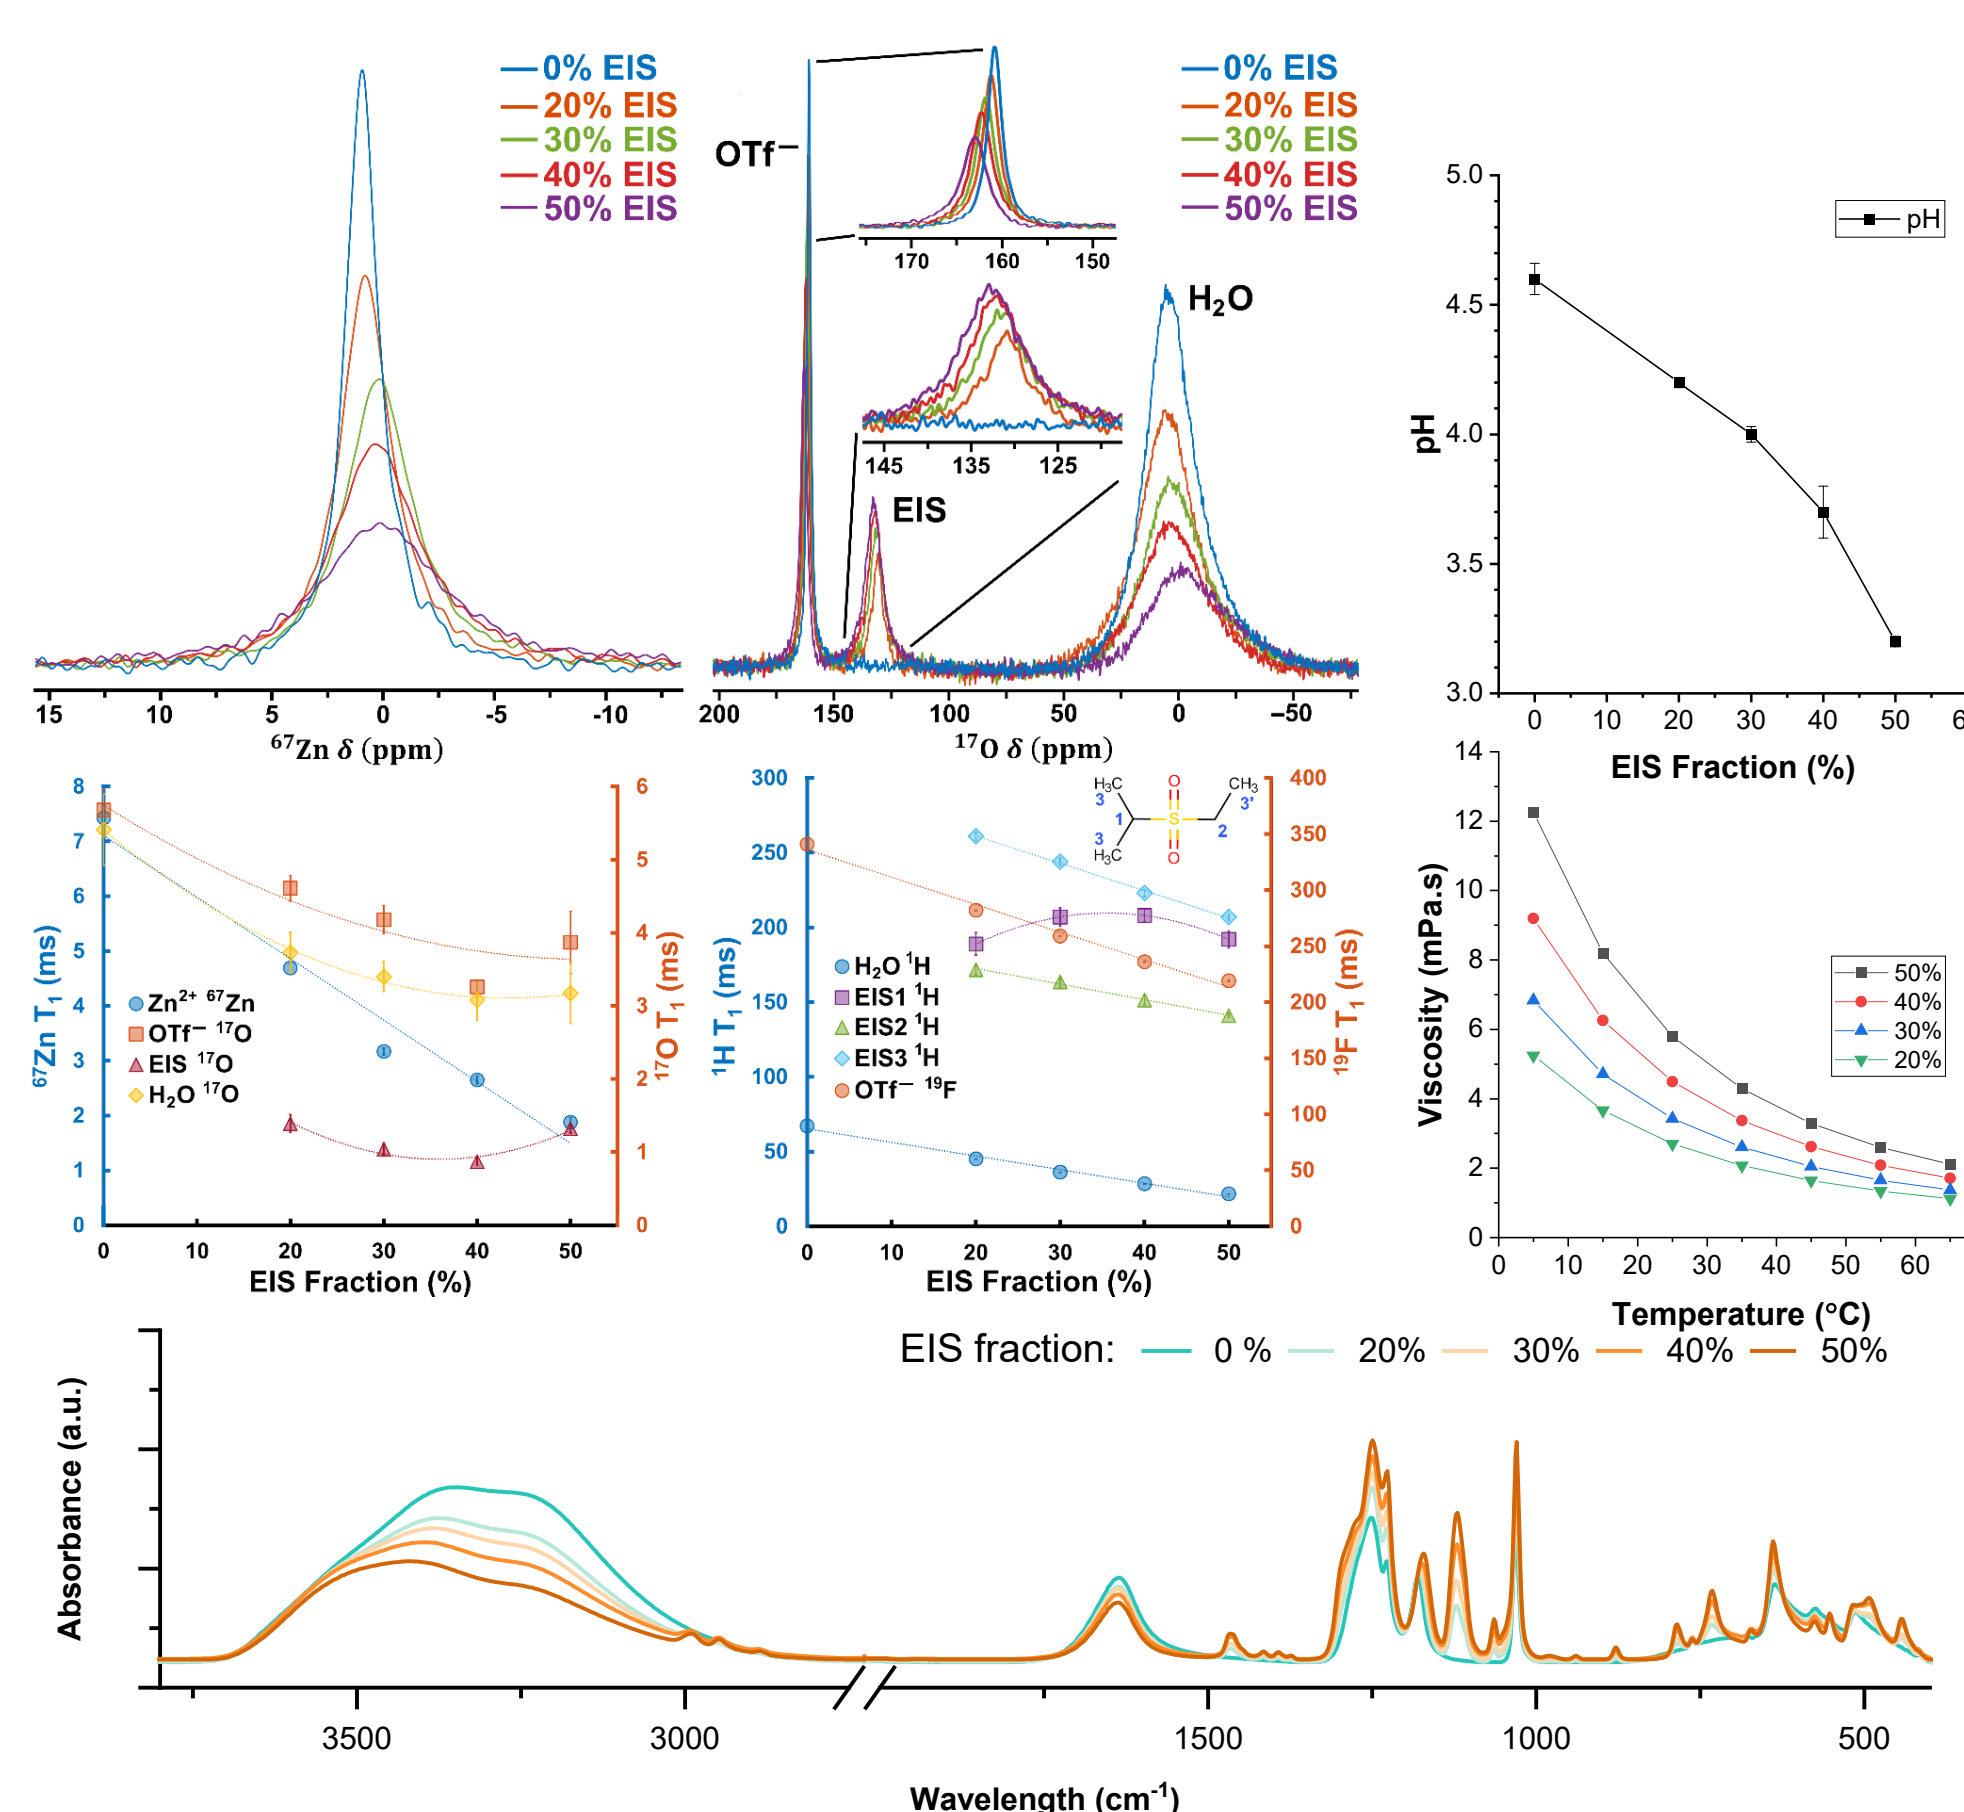 0% EIS
20% EIS
30% EIS
40% EIS
50% EIS
15 10 5 0 -5 -10
⁶⁷Zn δ (ppm)
OTf⁻
0% EIS
20% EIS
30% EIS
40% EIS
50% EIS
170 160 150
H₂O
145 135 125
EIS
200 150 100 50 0 −50
¹⁷O δ (ppm)
5.0
4.5
4.0
3.5
3.0
pH
pH
0 10 20 30 40 50 6
EIS Fraction (%)
8
7
6
5
4
3
2
1
0
⁶⁷Zn T₁ (ms)
Zn²⁺ ⁶⁷Zn
OTf⁻ ¹⁷O
EIS ¹⁷O
H₂O ¹⁷O
6
5
4
3
2
1
0
¹⁷O T₁ (ms)
0 10 20 30 40 50
EIS Fraction (%)
300
250
200
150
100
50
0
¹H T₁ (ms)
H₃C O CH₃
3 3'
1 S 2
3
H₃C O
H₂O ¹H
EIS1 ¹H
EIS2 ¹H
EIS3 ¹H
OTf⁻ ¹⁹F
400
350
300
250
200
150
100
50
0
¹⁹F T₁ (ms)
0 10 20 30 40 50
EIS Fraction (%)
14
12
10
8
6
4
2
0
Viscosity (mPa.s)
50%
40%
30%
20%
0 10 20 30 40 50 60
Temperature (°C)
EIS fraction: 0 % 20% 30% 40% 50%
Absorbance (a.u.)
3500 3000 1500 1000 500
Wavelength (cm⁻¹)